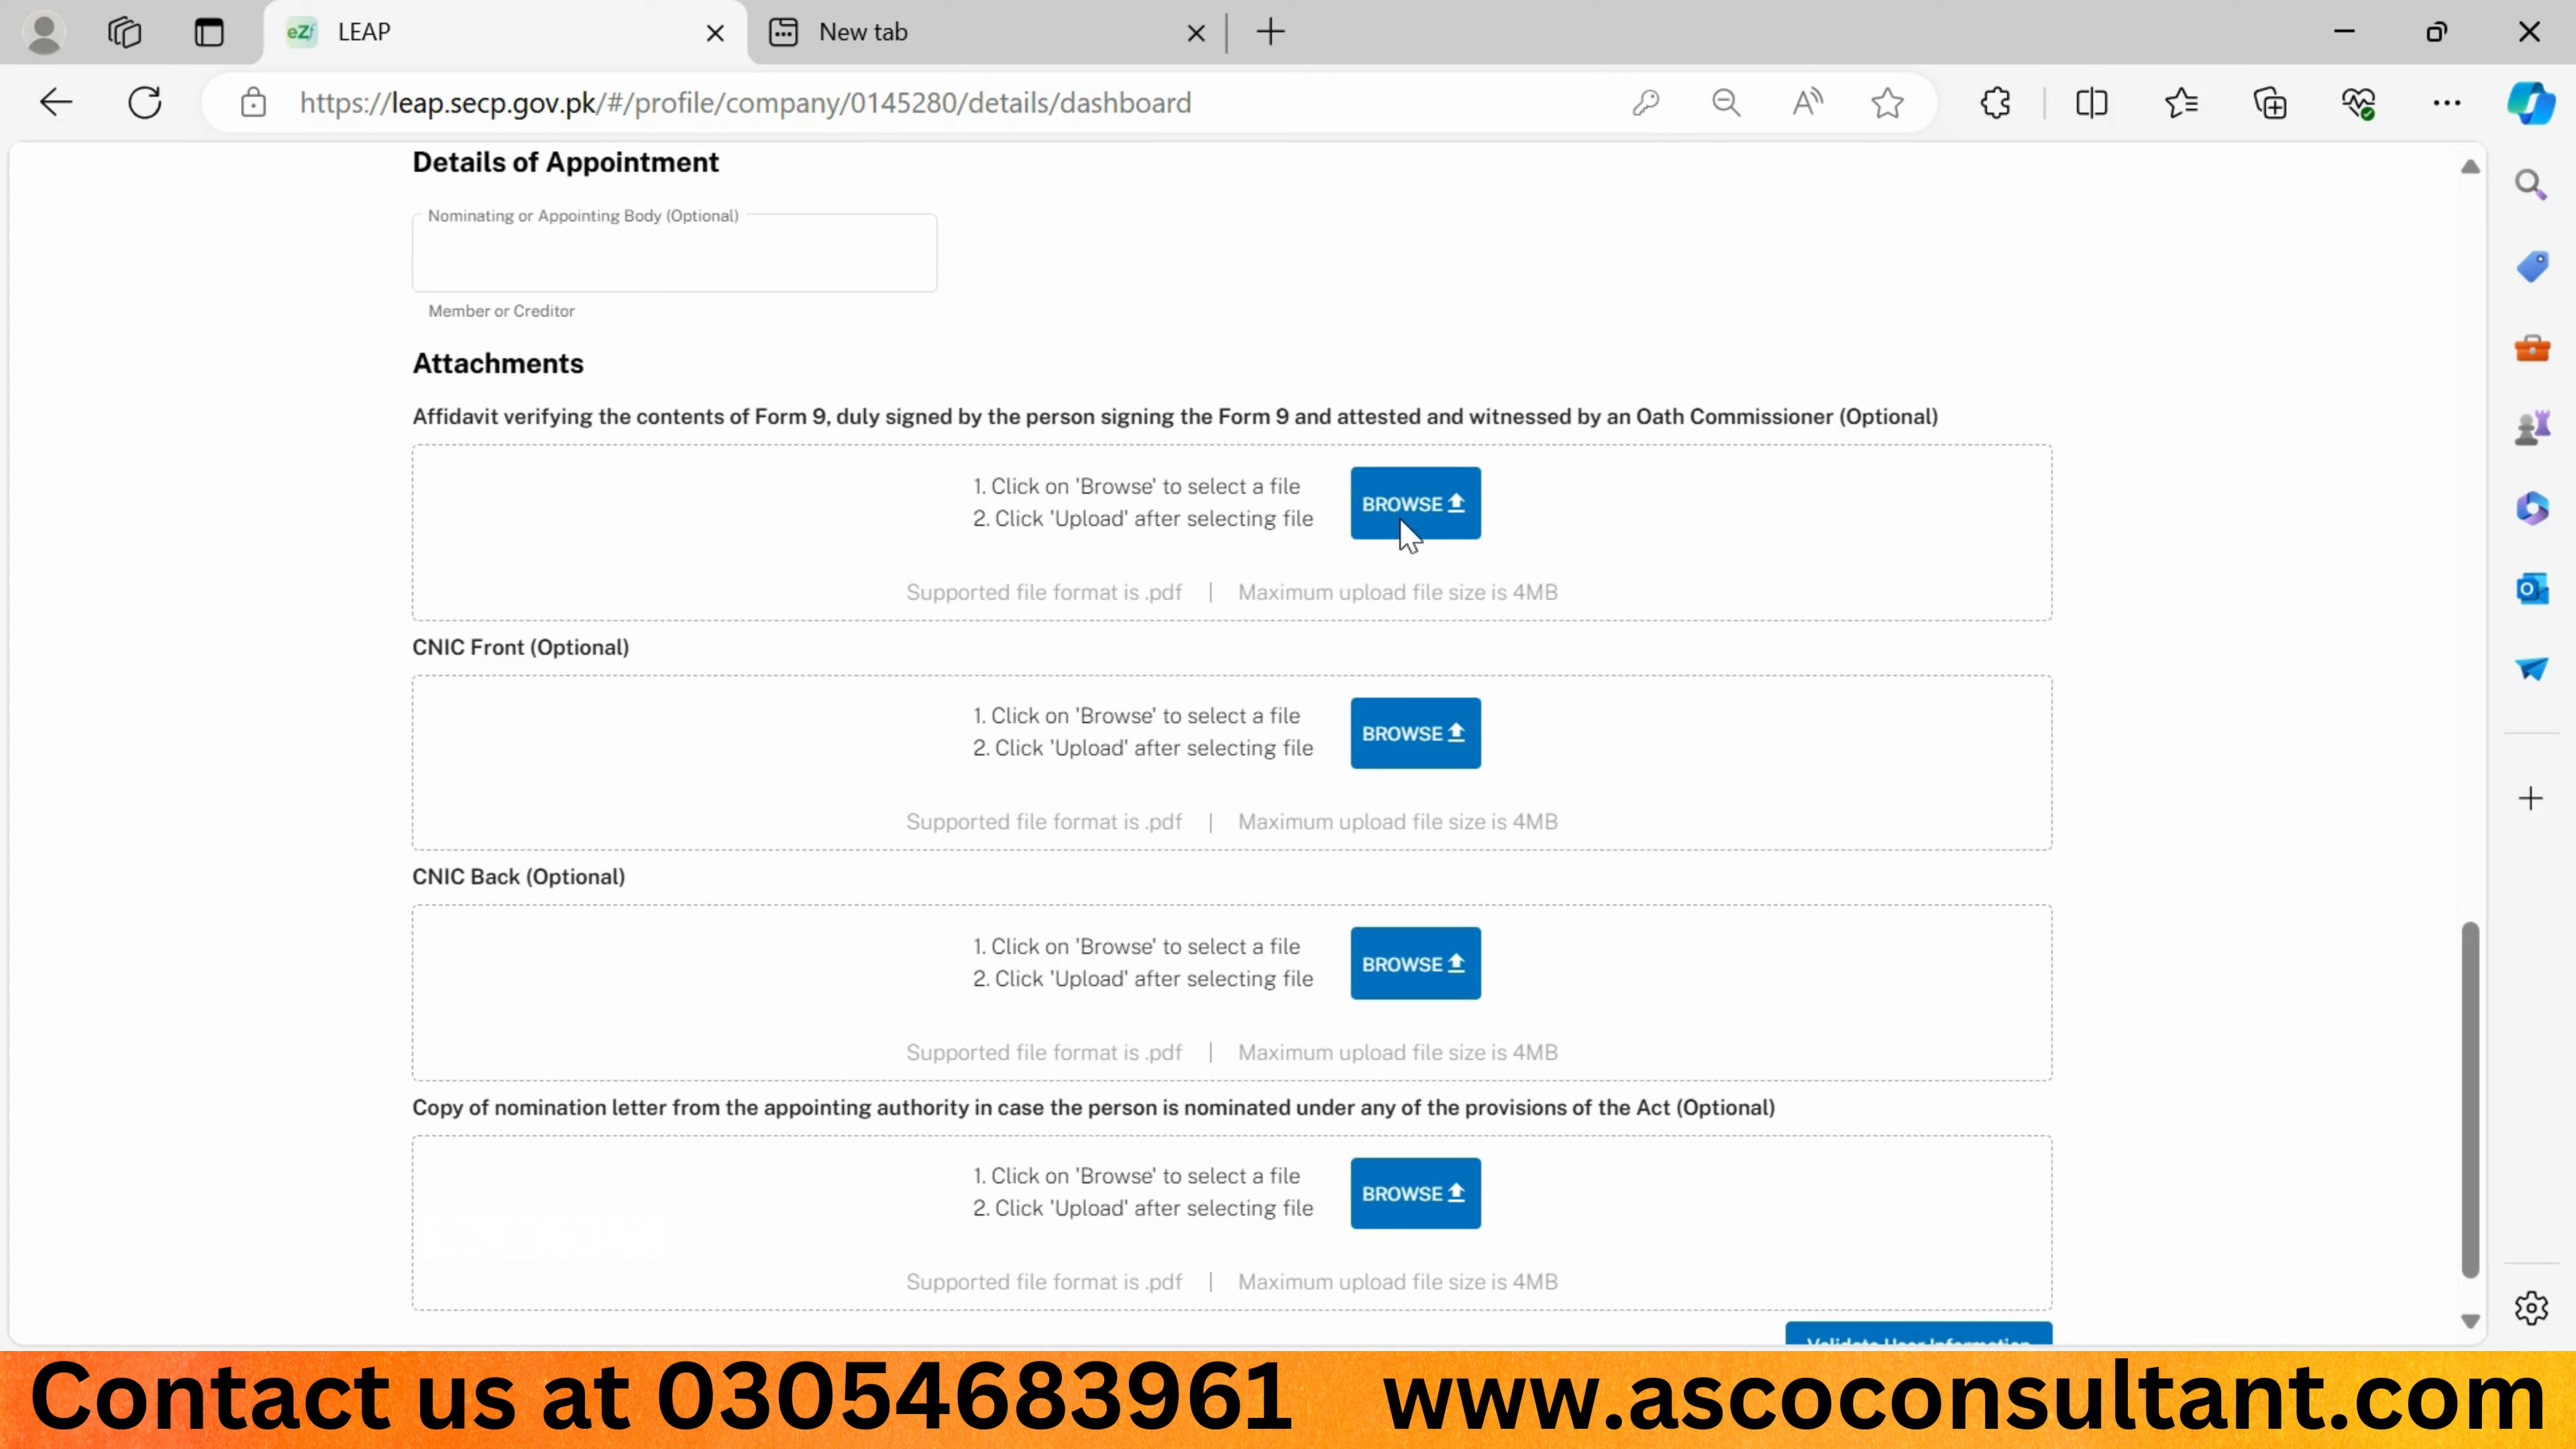 LEAP
New tab
https://leap.secp.gov.pk/#/profile/company/0145280/details/dashboard
Details of Appointment
Nominating or Appointing Body (Optional)
Member or Creditor
Attachments
Affidavit verifying the contents of Form 9, duly signed by the person signing the Form 9 and attested and witnessed by an Oath Commissioner (Optional)
1. Click on 'Browse' to select a file
2. Click 'Upload' after selecting file
BROWSE
Supported file format is .pdf | Maximum upload file size is 4MB
CNIC Front (Optional)
1. Click on 'Browse' to select a file
2. Click 'Upload' after selecting file
BROWSE
Supported file format is .pdf | Maximum upload file size is 4MB
CNIC Back (Optional)
1. Click on 'Browse' to select a file
2. Click 'Upload' after selecting file
BROWSE
Supported file format is .pdf | Maximum upload file size is 4MB
Copy of nomination letter from the appointing authority in case the person is nominated under any of the provisions of the Act (Optional)
1. Click on 'Browse' to select a file
2. Click 'Upload' after selecting file
BROWSE
Supported file format is .pdf | Maximum upload file size is 4MB
Validate User Information
Contact us at 03054683961 www.ascoconsultant.com